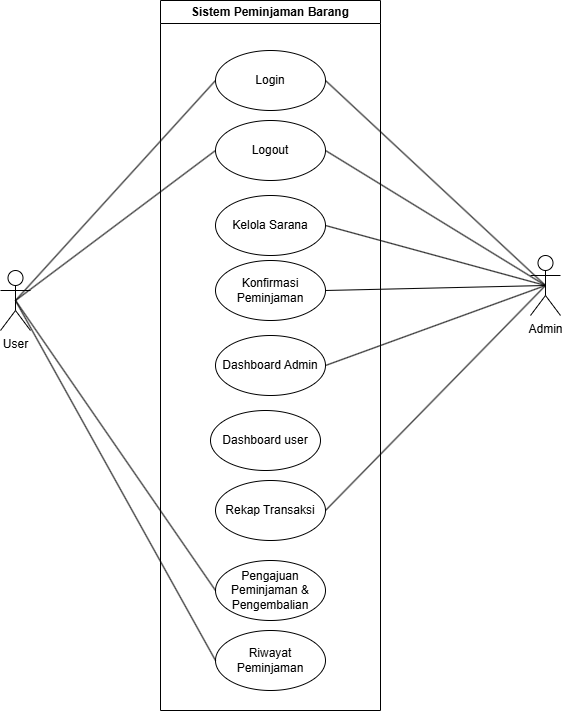 Sistem Peminjaman Barang
Login
Logout
Kelola Sarana
Konfirmasi
Peminjaman
User
Admin
Dashboard Admin
Dashboard user
Rekap Transaksi
Pengajuan
Peminjaman &
Pengembalian
Riwayat
Peminjaman